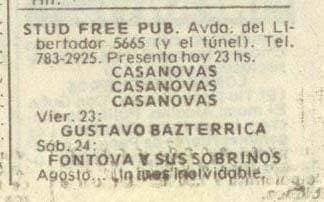 STUD FREE PUB. Avda. del Li-
bertador 5665 (y el túnel). Tel.
783-2925. Presenta hoy 23 hs.
CASANOVAS
CASANOVAS
CASANOVAS
Vier. 23:
GUSTAVO BAZTERRICA
Sáb. 24:
FONTOVA Y SUS SOBRINOS
Agosto... Un mes inolvidable.